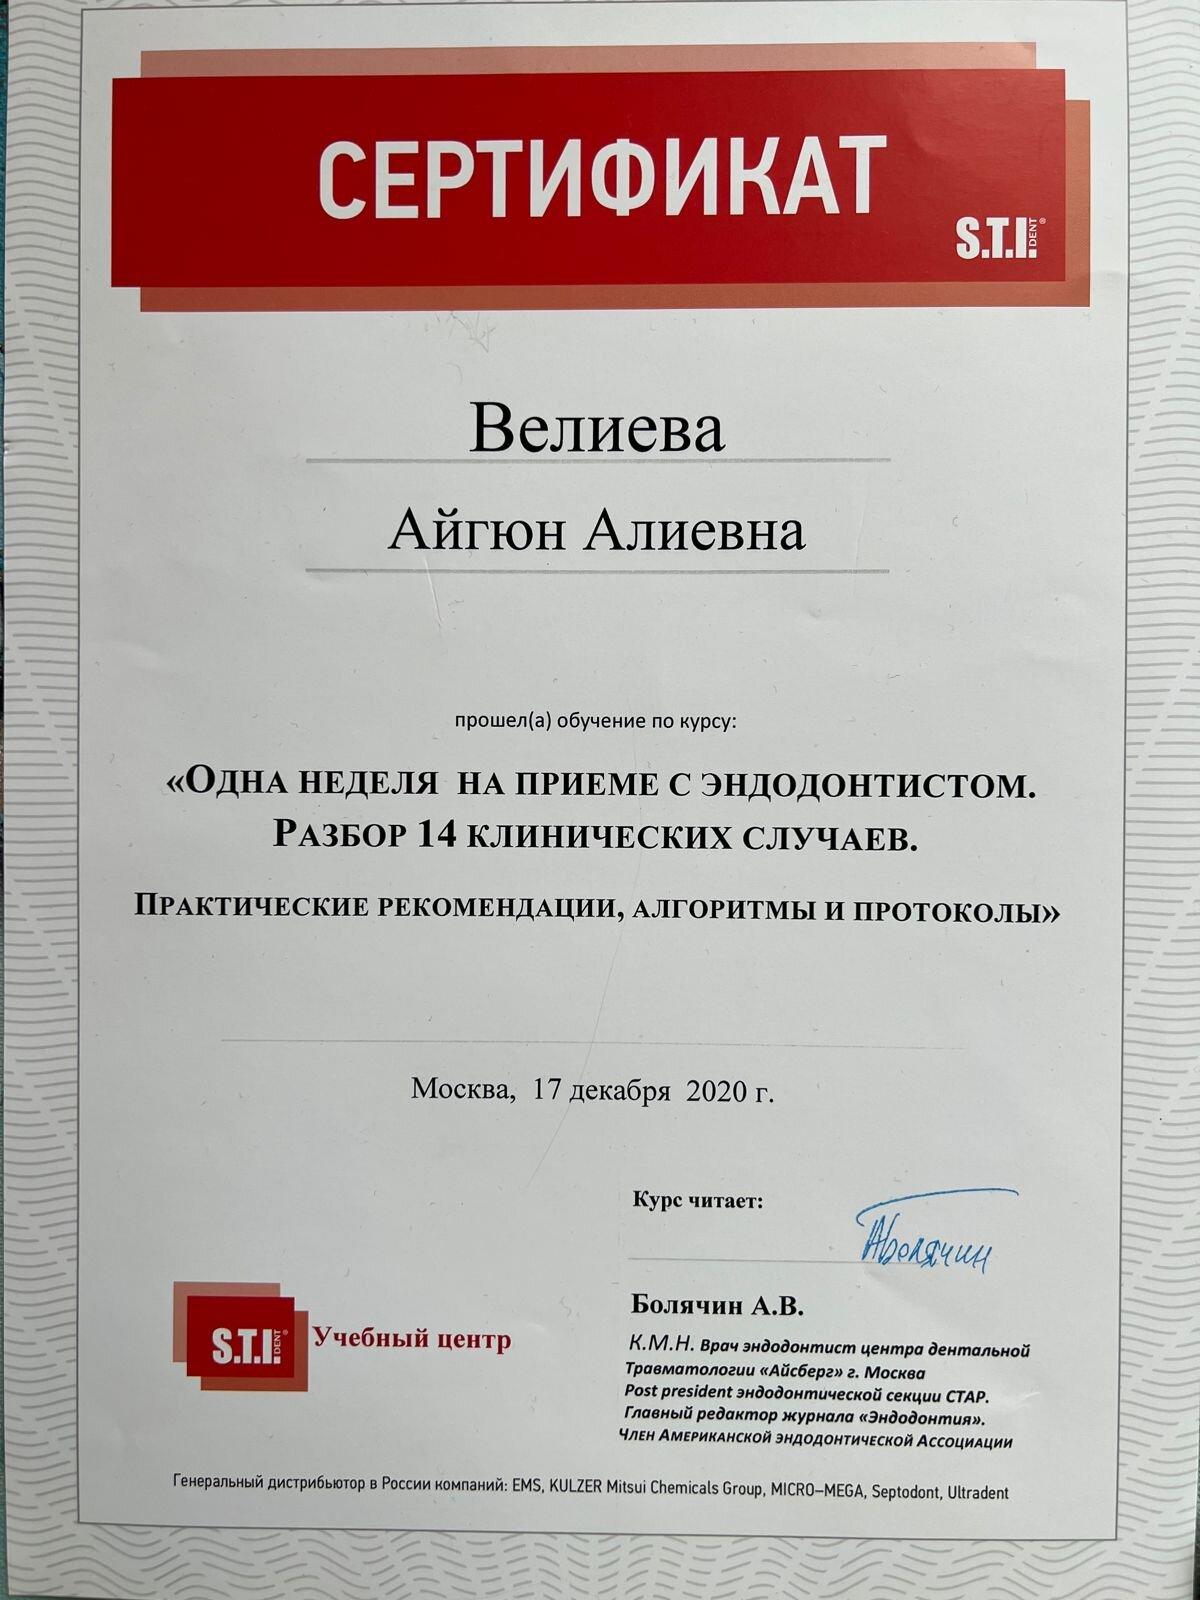 СЕРТИФИКАТ
S.T.I. DENT®
Велиева
Айгюн Алиевна
прошел(а) обучение по курсу:
«Одна неделя на приеме с эндодонтистом.
Разбор 14 клинических случаев.
Практические рекомендации, алгоритмы и протоколы»
Москва, 17 декабря 2020 г.
Курс читает:
АБолячин
Болячин А.В.
К.М.Н. Врач эндодонтист центра дентальной
Травматологии «Айсберг» г. Москва
Post president эндодонтической секции СТАР.
Главный редактор журнала «Эндодонтия».
Член Американской эндодонтической Ассоциации
S.T.I. DENT® Учебный центр
Генеральный дистрибьютор в России компаний: EMS, KULZER Mitsui Chemicals Group, MICRO–MEGA, Septodont, Ultradent